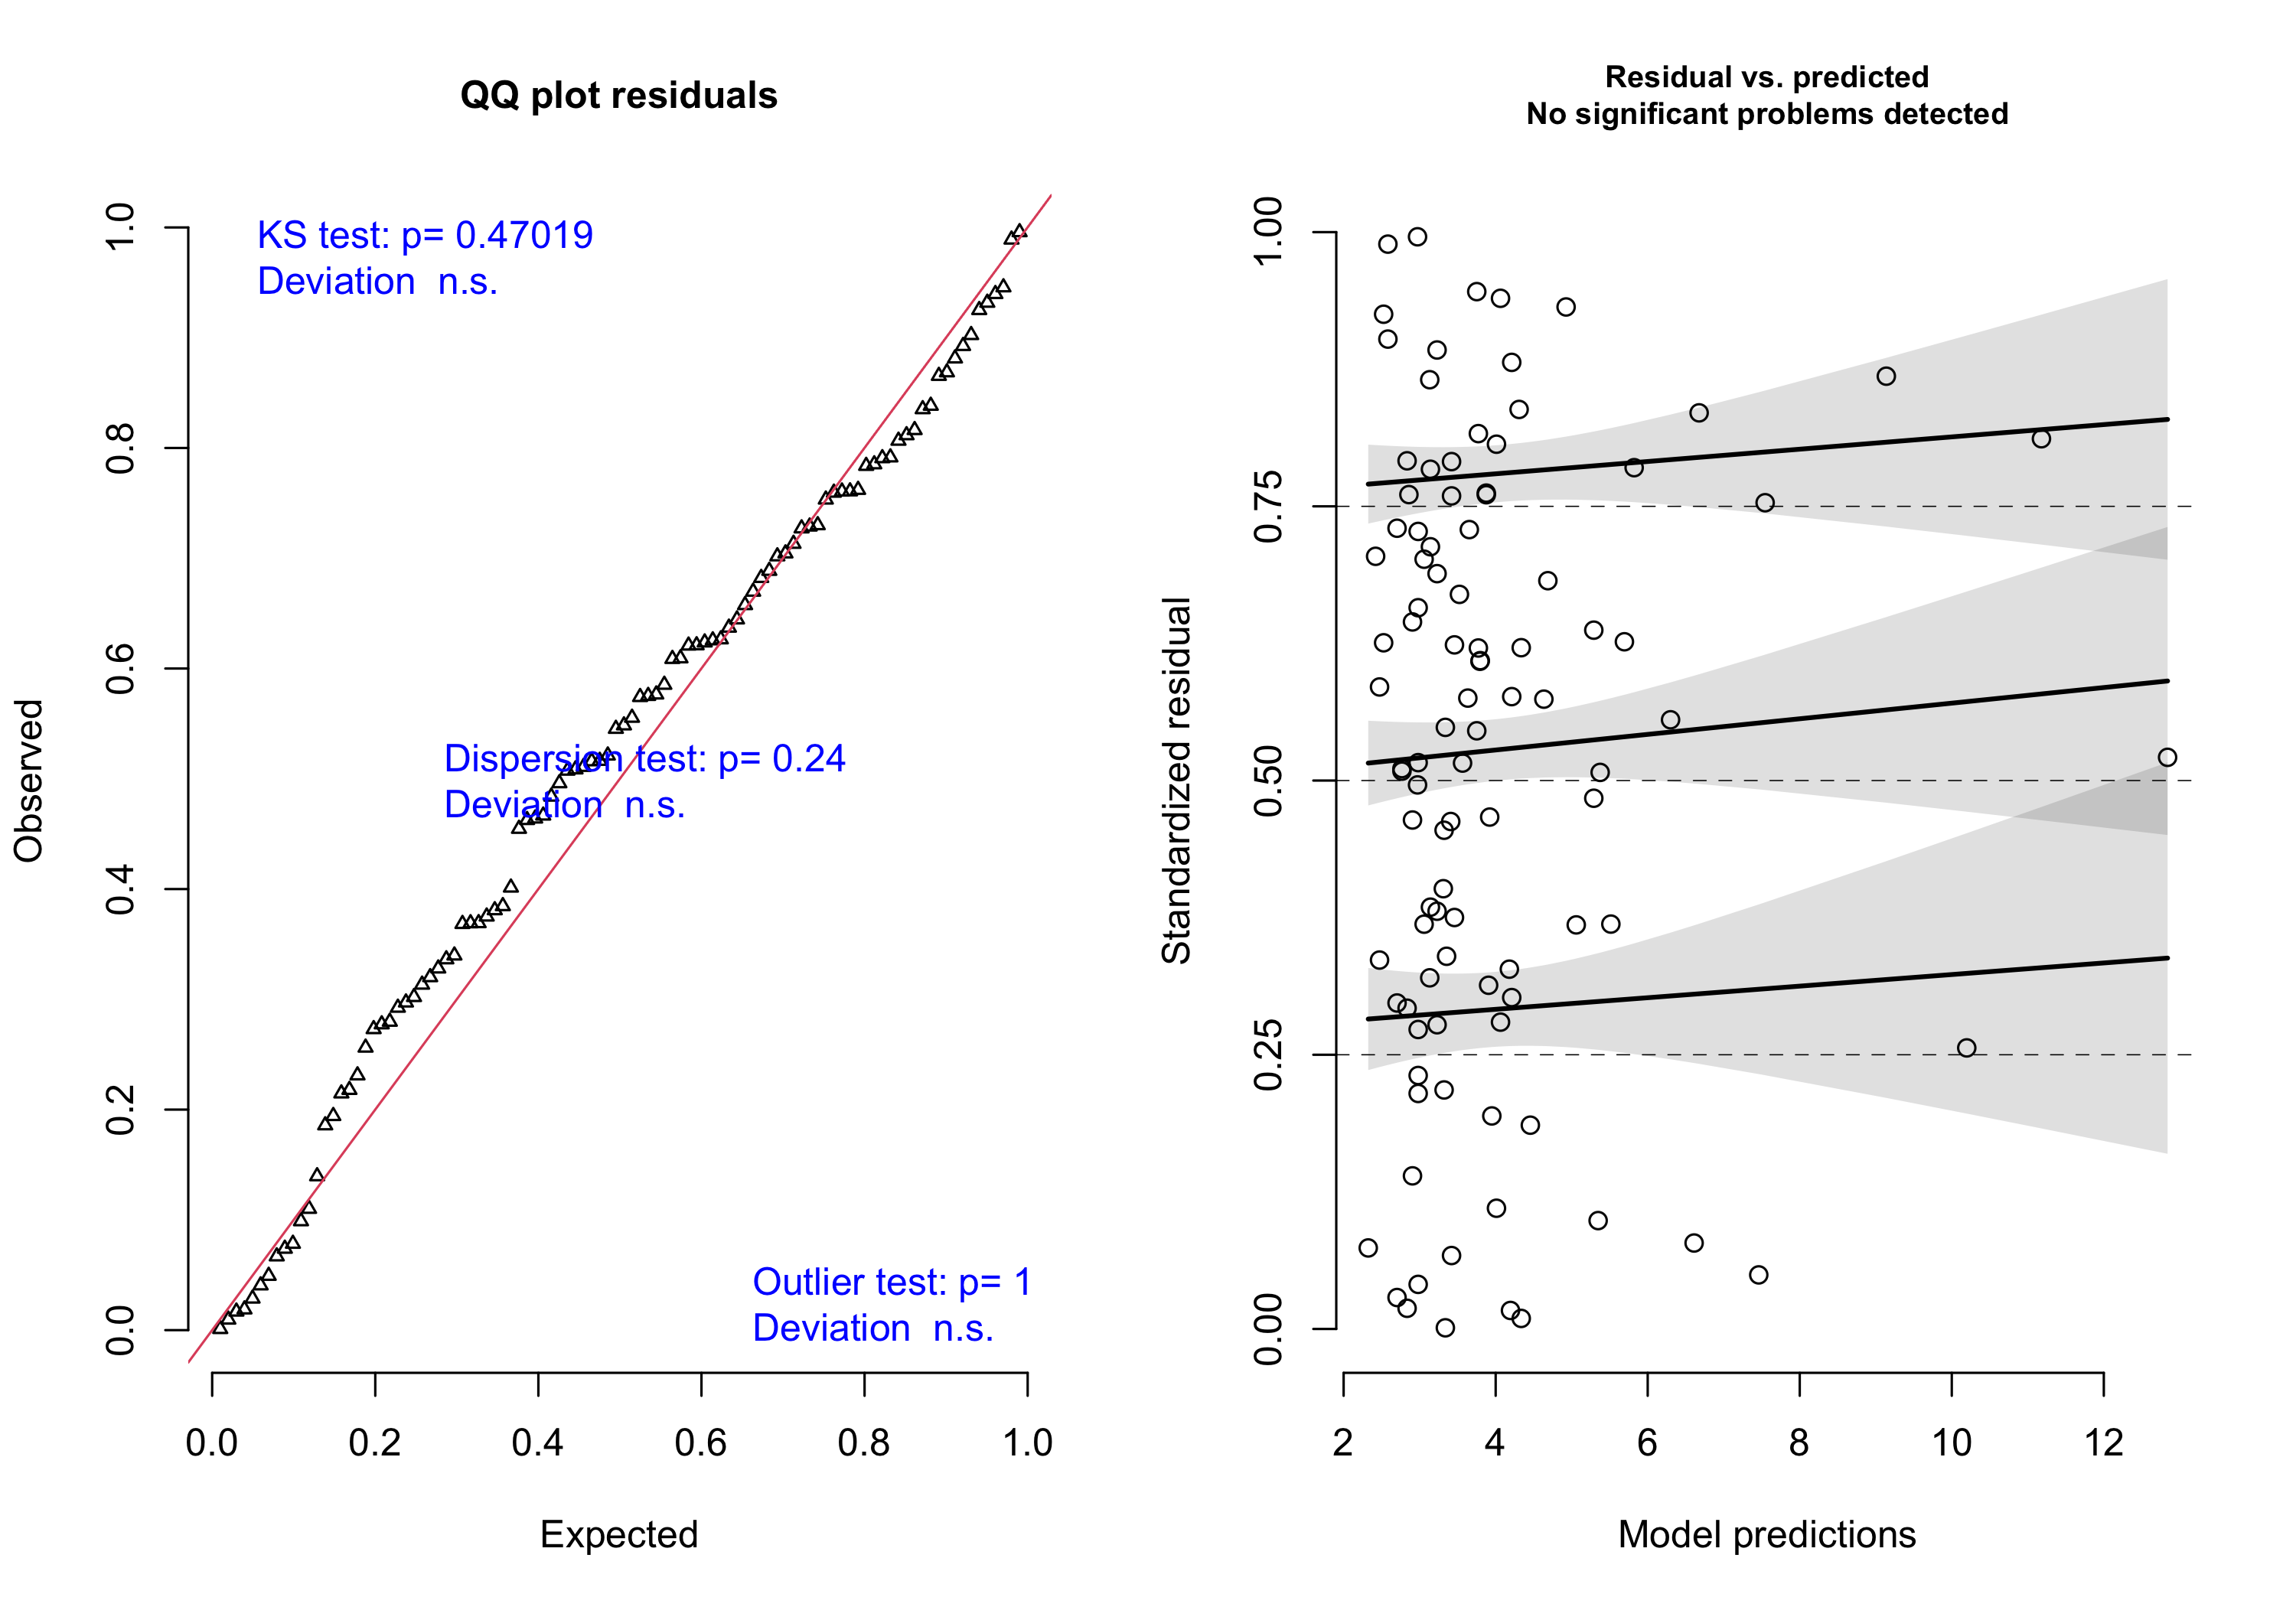 QQ plot residuals
KS test: p= 0.47019
Deviation  n.s.
Dispersion test: p= 0.24
Deviation  n.s.
Outlier test: p= 1
Deviation  n.s.
Observed
1.0
0.8
0.6
0.4
0.2
0.0
0.0 0.2 0.4 0.6 0.8 1.0
Expected
Residual vs. predicted
No significant problems detected
Standardized residual
1.00
0.75
0.50
0.25
0.00
2 4 6 8 10 12
Model predictions